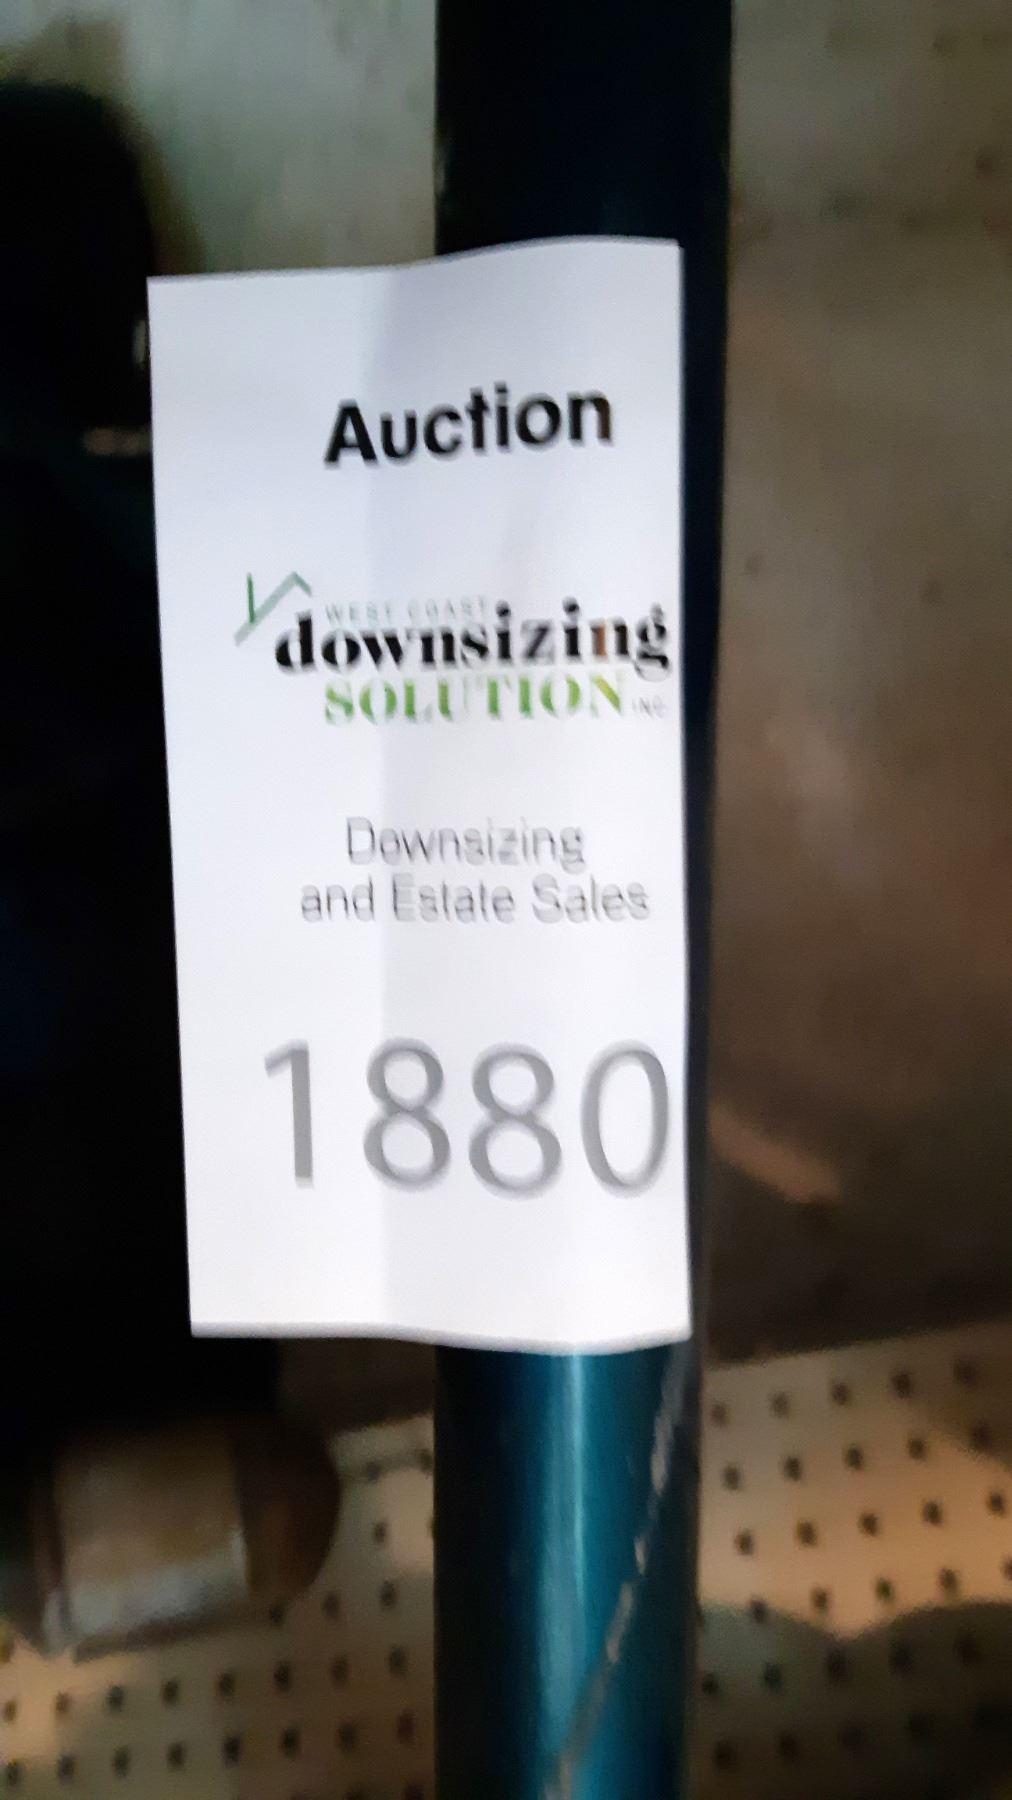 Auction
WEST COAST
downsizing
SOLUTION INC
Downsizing
and Estate Sales
1880